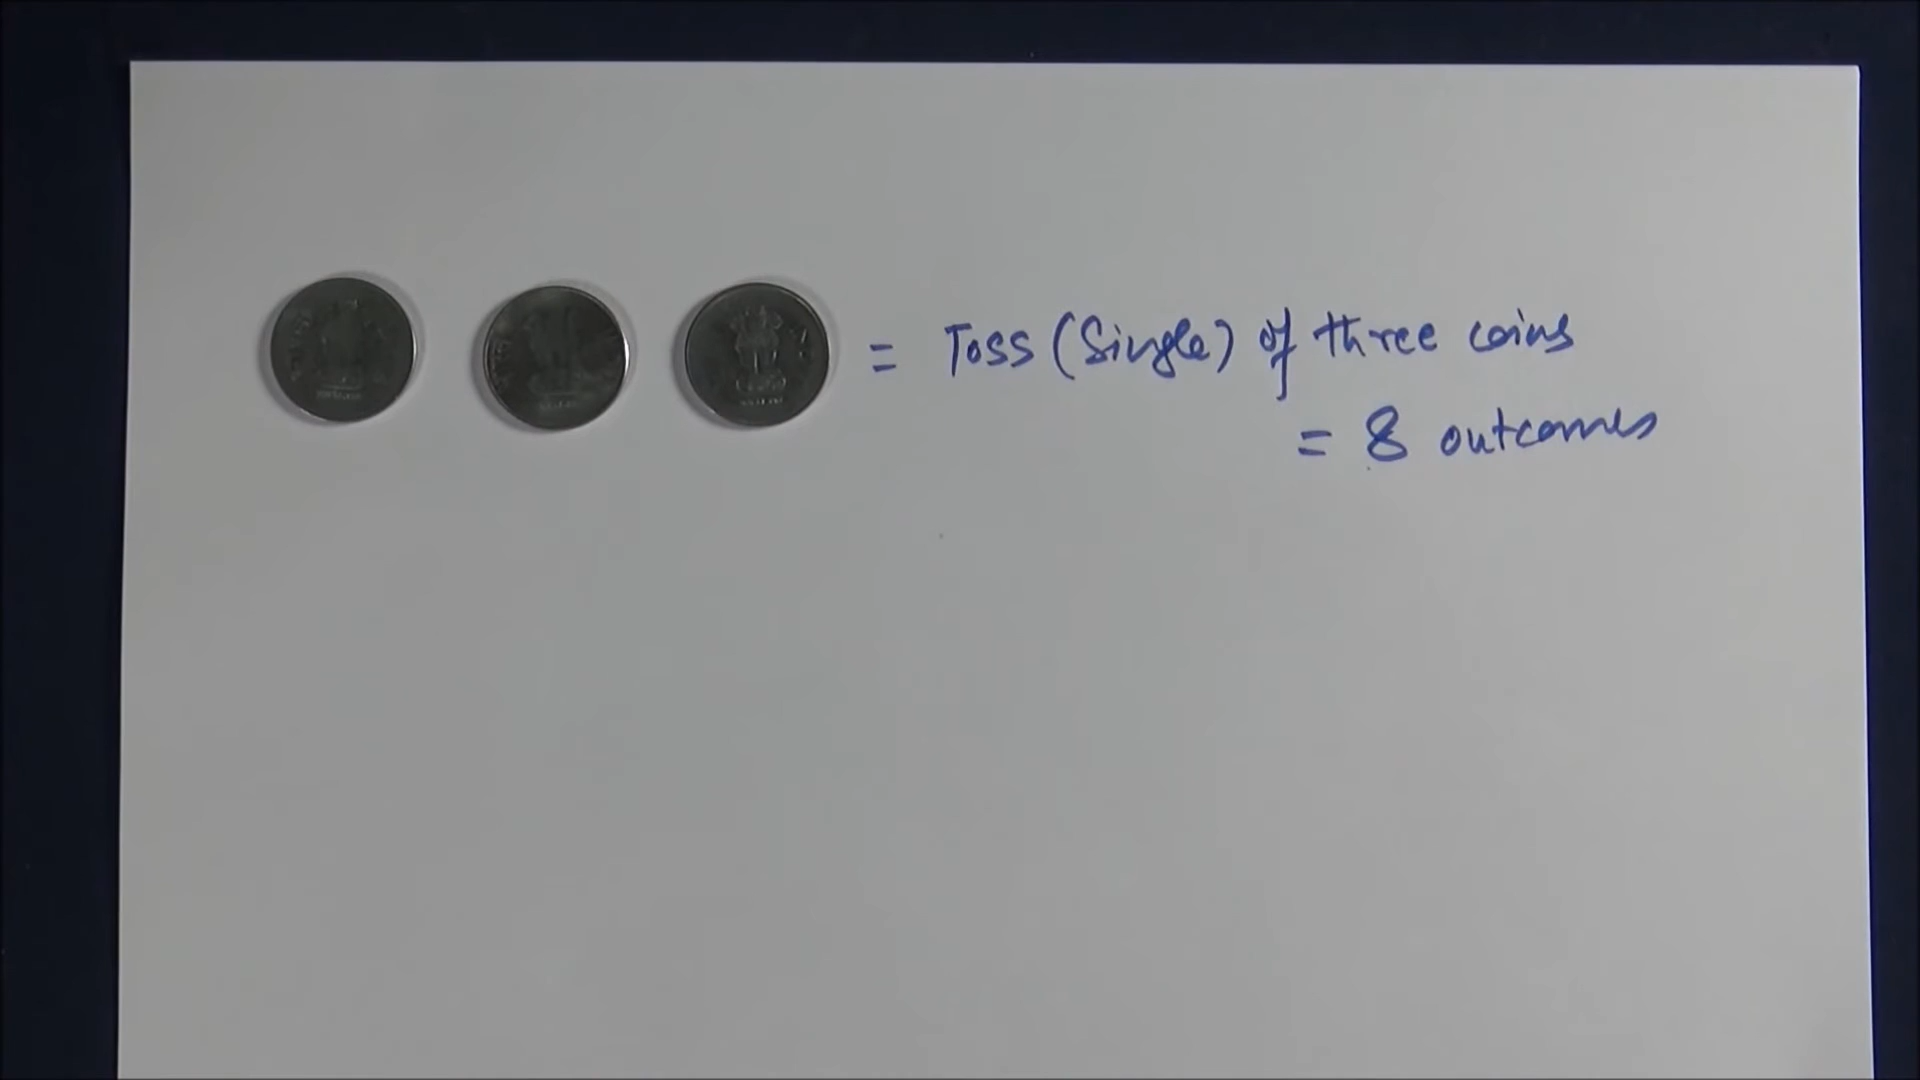 = Toss (Single) of three coins
= 8 outcomes